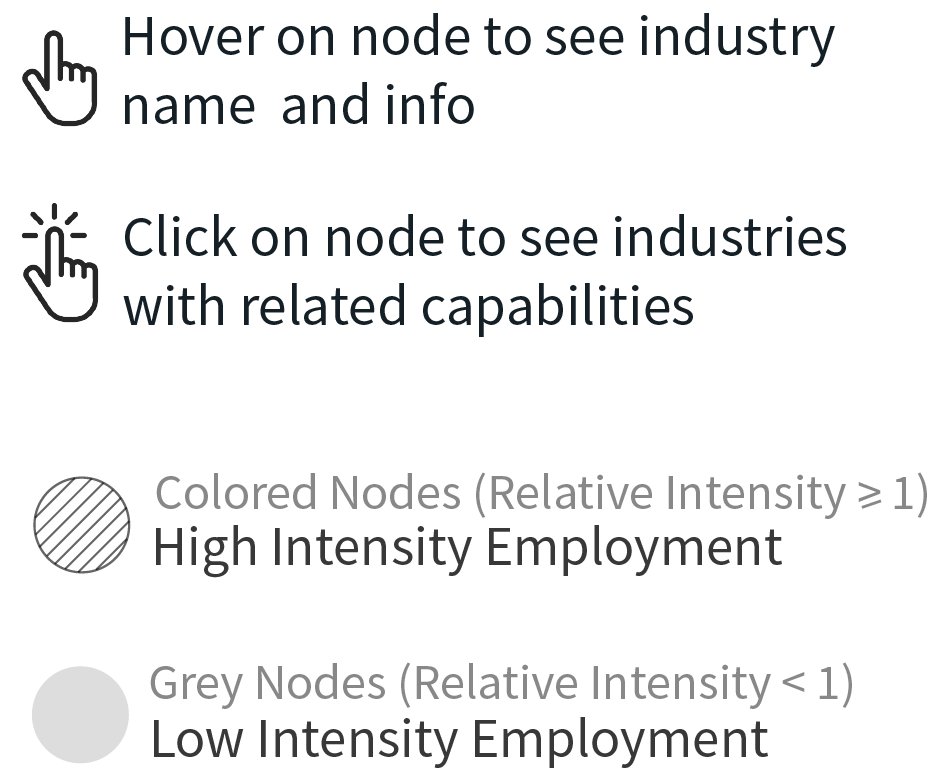 Hover on node to see industry
name  and info
Click on node to see industries
with related capabilities
Colored Nodes (Relative Intensity ≥ 1)
High Intensity Employment
Grey Nodes (Relative Intensity < 1)
Low Intensity Employment